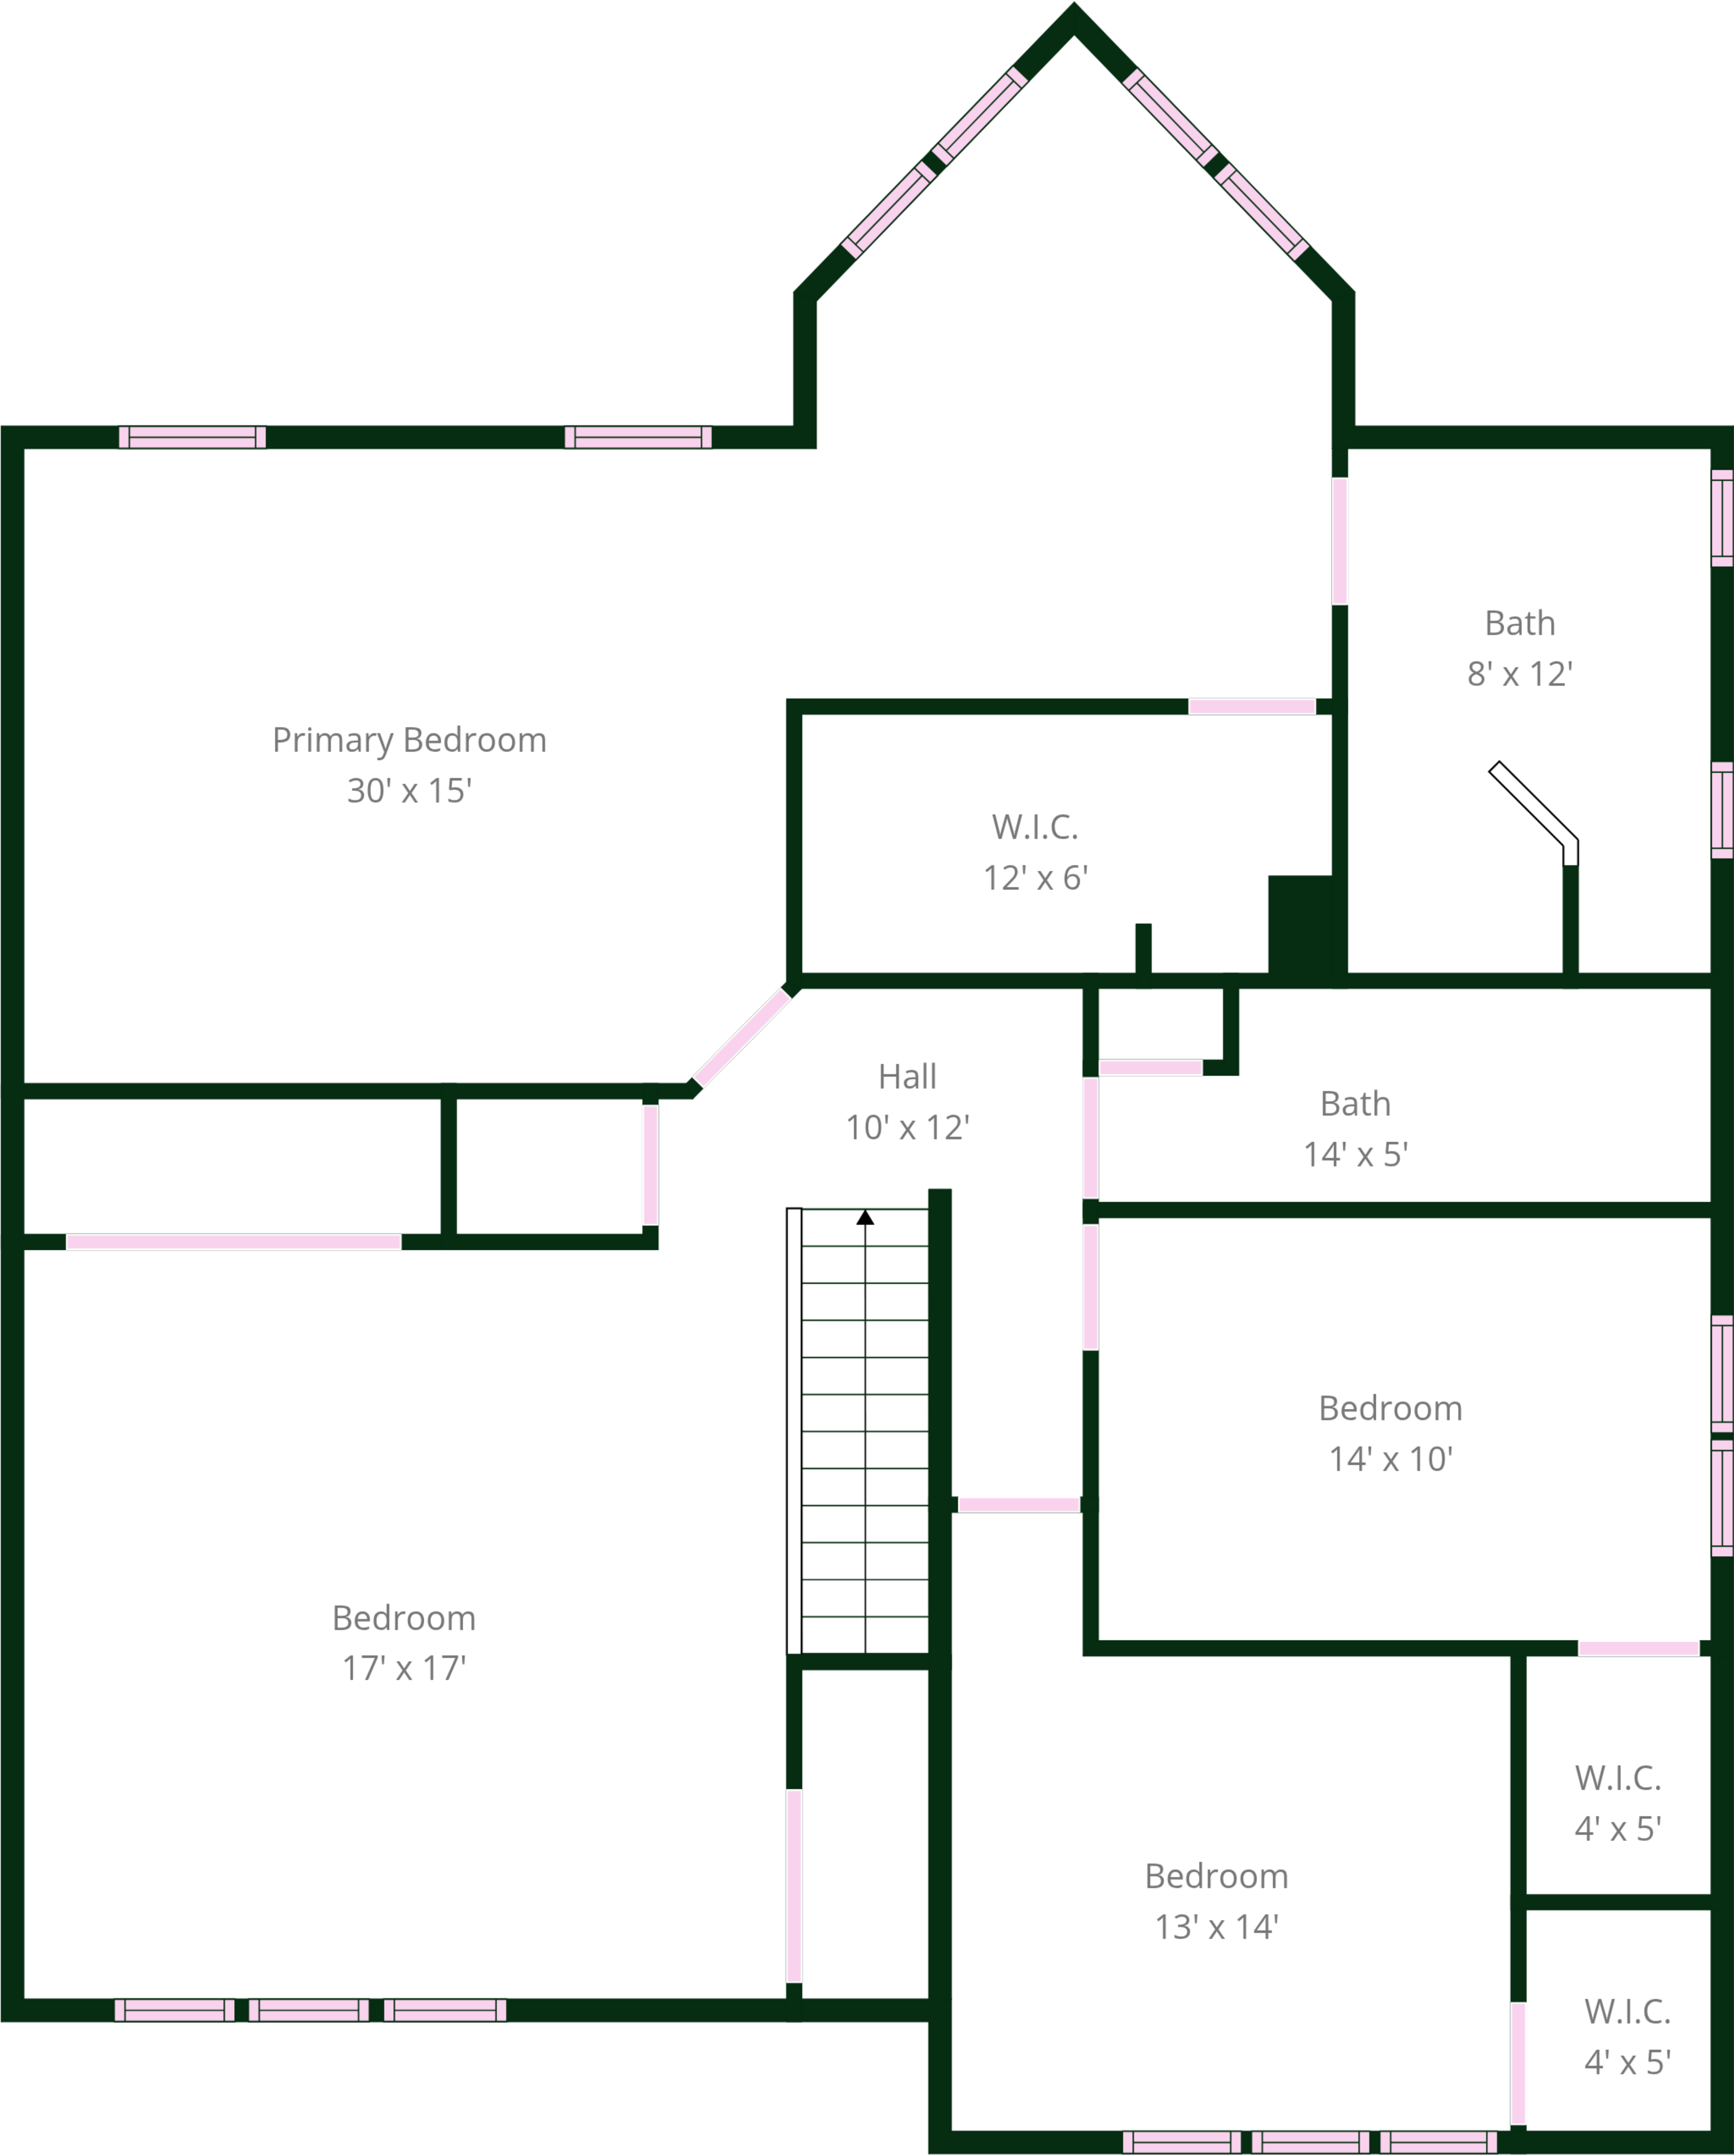 Bath
8' x 12'
Primary Bedroom
30' x 15'
W.I.C.
12' x 6'
Hall
10' x 12'
Bath
14' x 5'
Bedroom
14' x 10'
Bedroom
17' x 17'
W.I.C.
4' x 5'
Bedroom
13' x 14'
W.I.C.
4' x 5'